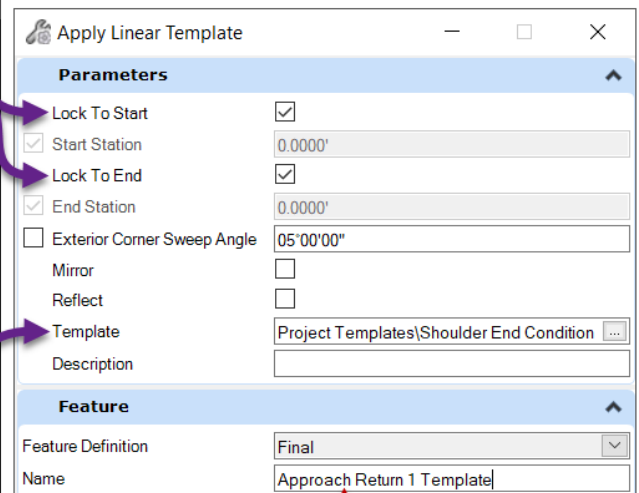 Apply Linear Template
Parameters
Lock To Start
Start Station 0.0000'
Lock To End
End Station 0.0000'
Exterior Corner Sweep Angle 05°00'00"
Mirror
Reflect
Template Project Templates\Shoulder End Condition ...
Description
Feature
Feature Definition Final
Name Approach Return 1 Template